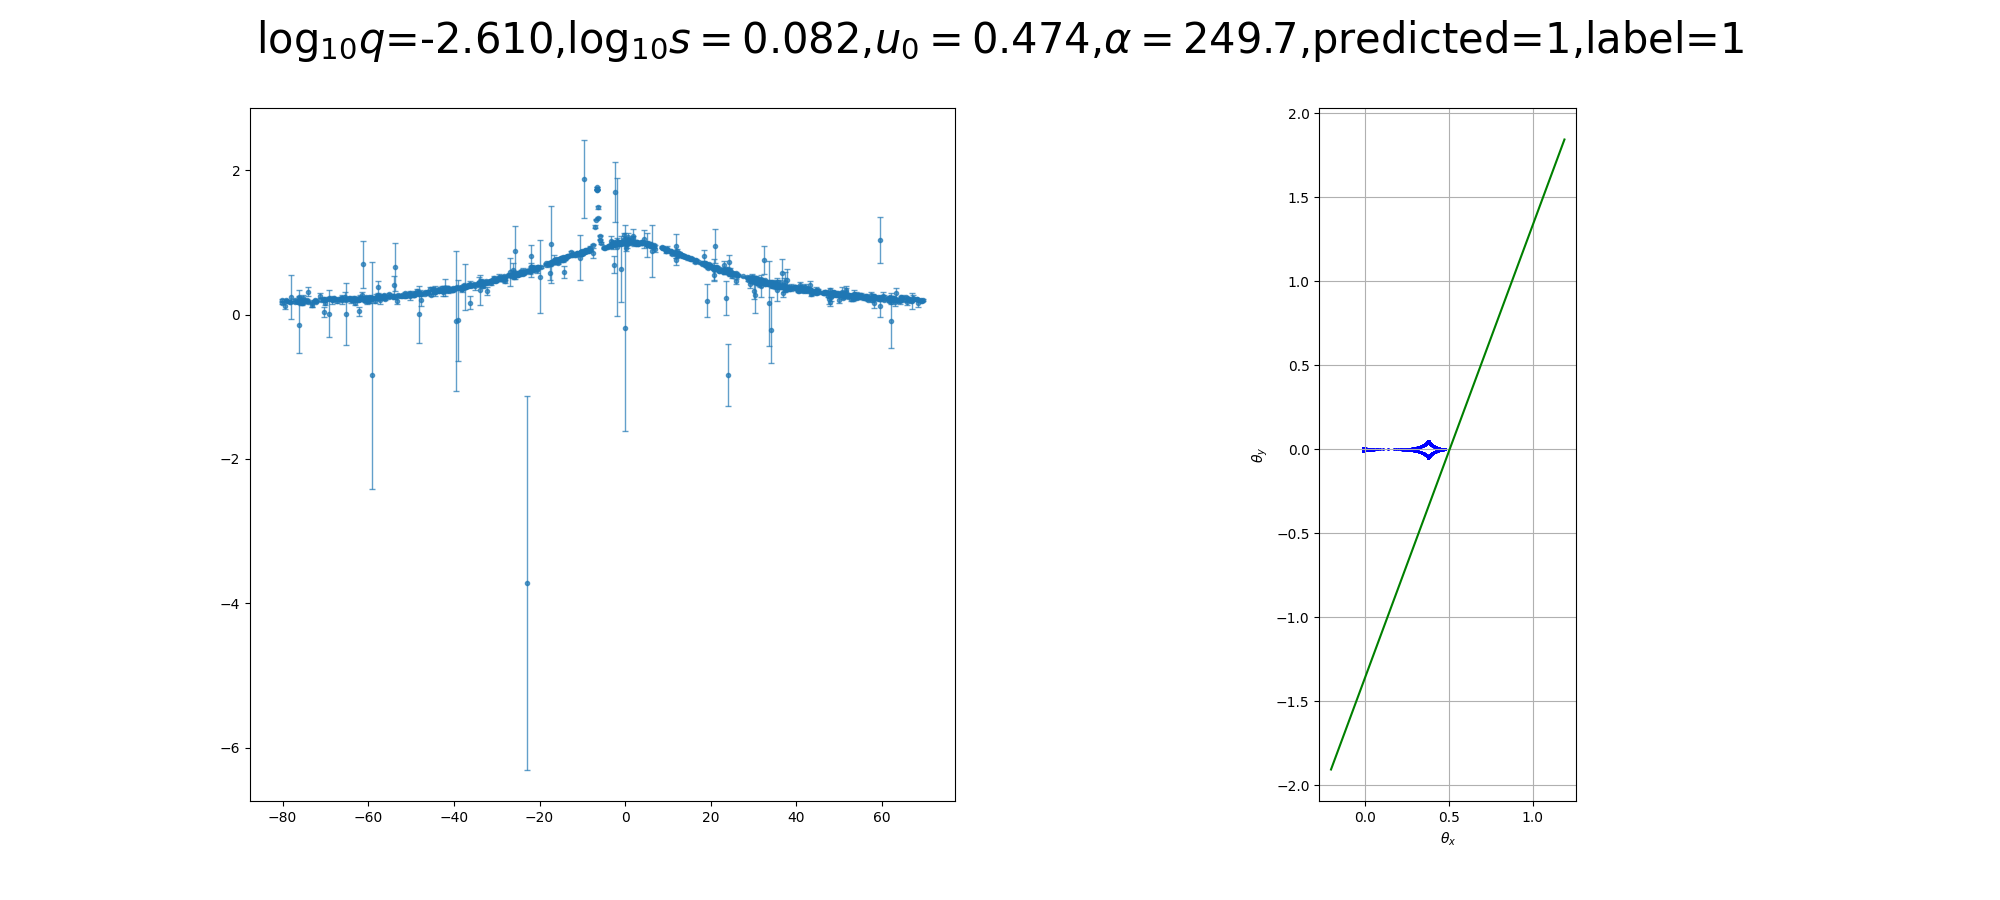 log₁₀q=-2.610,log₁₀s = 0.082,u₀ = 0.474,α = 249.7,predicted=1,label=1
2
0
−2
−4
−6
−80 −60 −40 −20 0 20 40 60
2.0
1.5
1.0
0.5
0.0
−0.5
−1.0
−1.5
−2.0
θy
0.0 0.5 1.0
θx